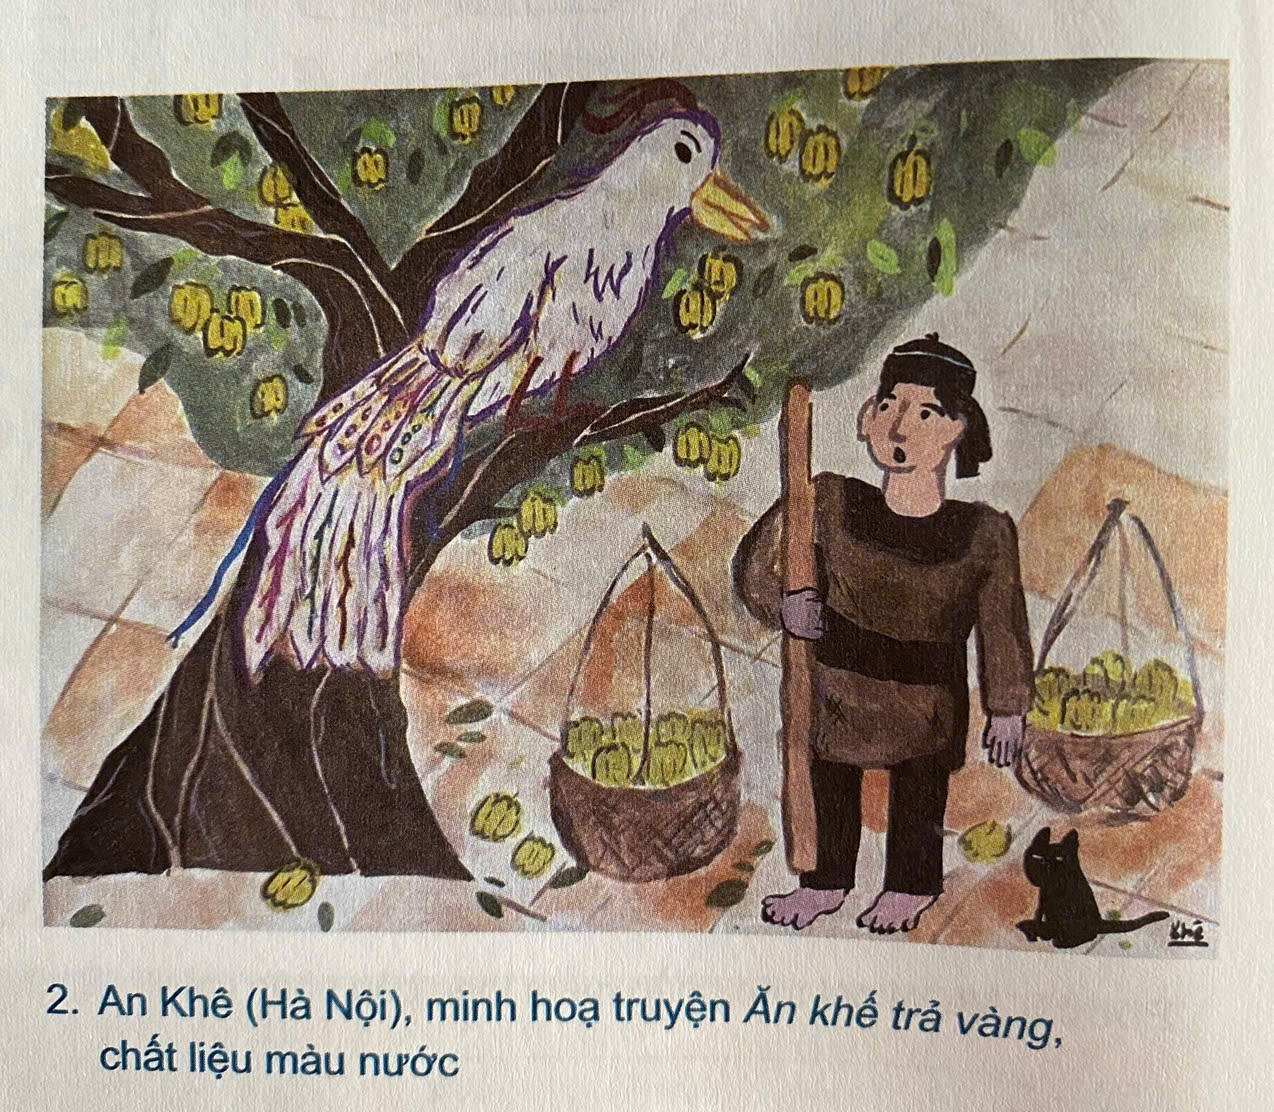 Khê
2. An Khê (Hà Nội), minh hoạ truyện Ăn khế trả vàng,
chất liệu màu nước